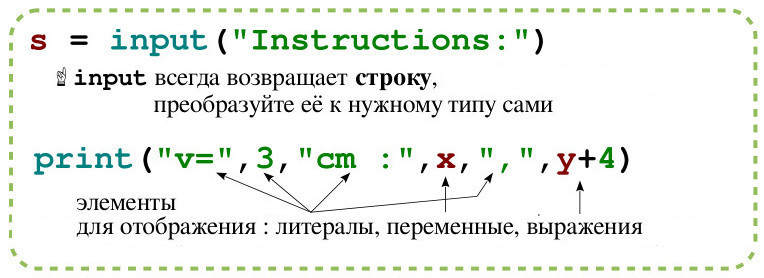 s = input("Instructions:")
☝ input всегда возвращает строку,
преобразуйте её к нужному типу сами
print("v=",3,"cm :",x,",",y+4)
элементы
для отображения : литералы, переменные, выражения